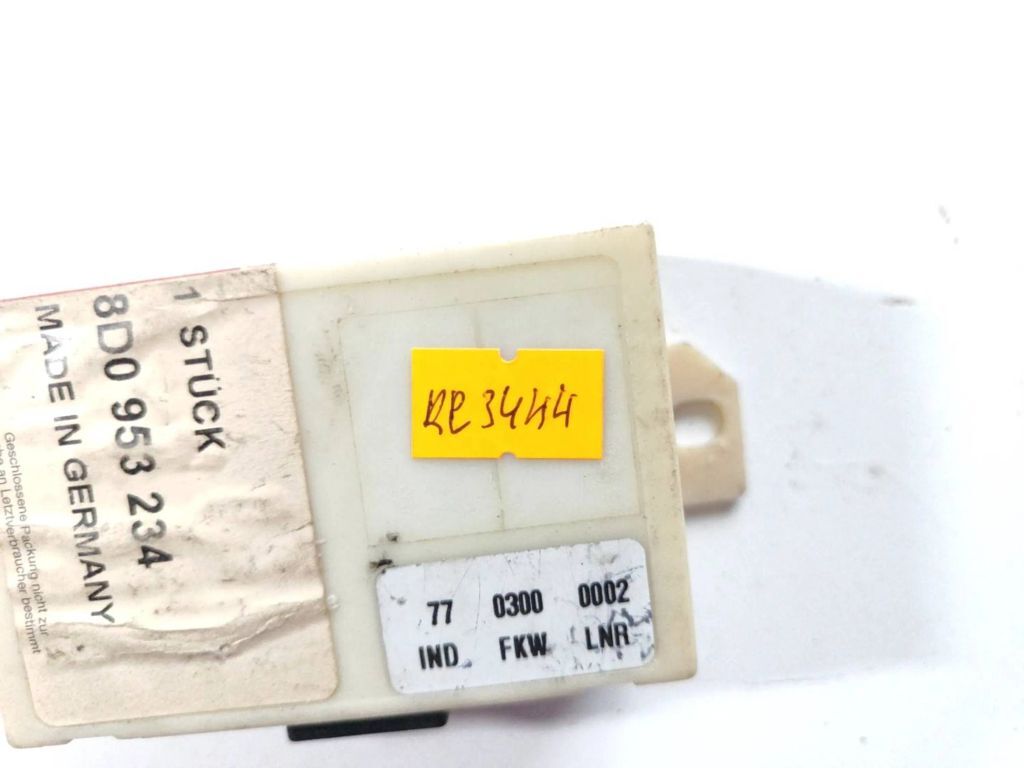 1 STÜCK
8D0 953 234
MADE IN GERMANY
Geschlossene Packung nicht zur
an Letztverbraucher bestimmt
RE3444
77 0300 0002
IND FKW LNR